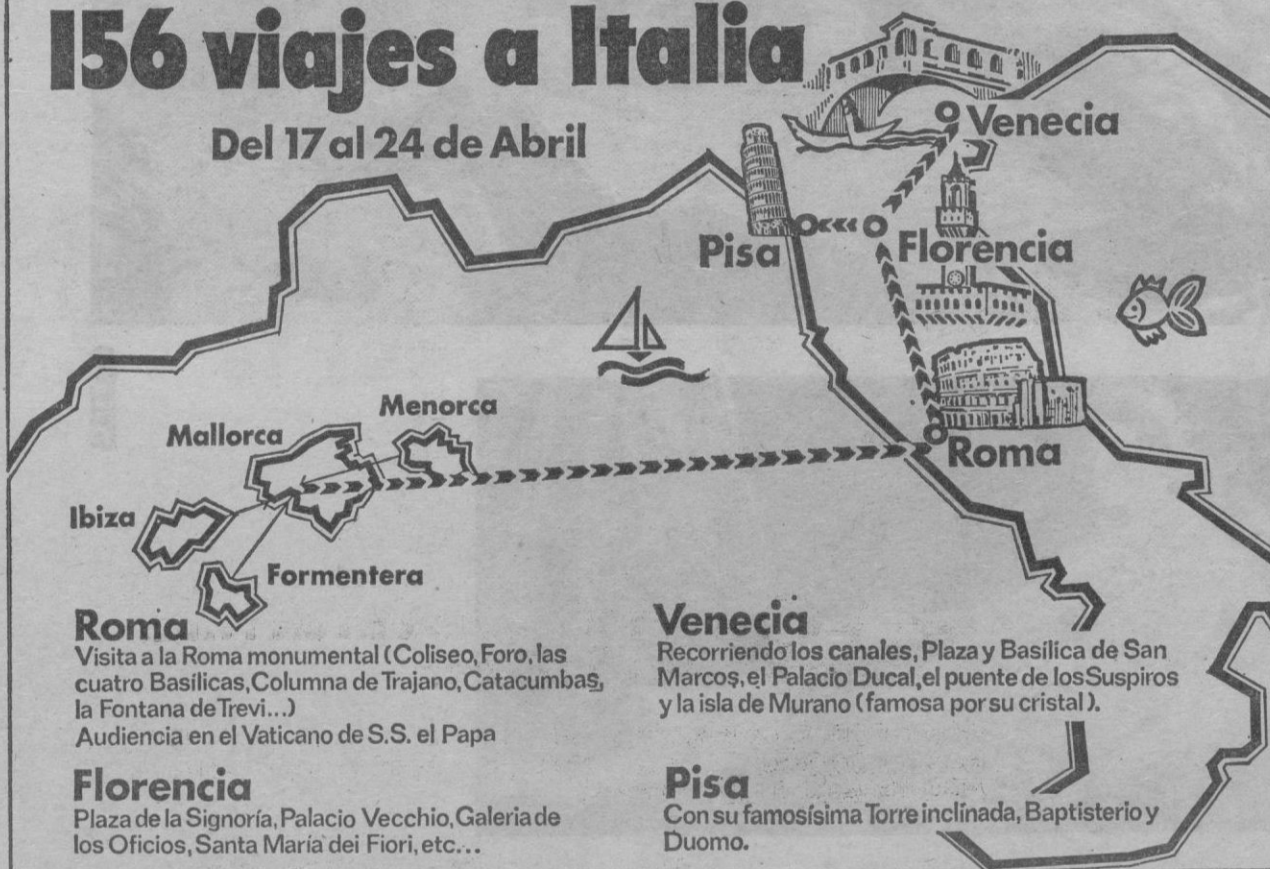 156 viajes a Italia
Del 17 al 24 de Abril
Venecia
Pisa
Florencia
Menorca
Mallorca
Roma
Ibiza
Formentera
Roma
Visita a la Roma monumental (Coliseo, Foro, las
cuatro Basílicas, Columna de Trajano, Catacumbas,
la Fontana de Trevi...)
Audiencia en el Vaticano de S.S. el Papa
Florencia
Plaza de la Signoría, Palacio Vecchio, Galeria de
los Oficios, Santa María dei Fiori, etc...
Venecia
Recorriendo los canales, Plaza y Basílica de San
Marcos, el Palacio Ducal, el puente de los Suspiros
y la isla de Murano (famosa por su cristal).
Pisa
Con su famosísima Torre inclinada, Baptisterio y
Duomo.